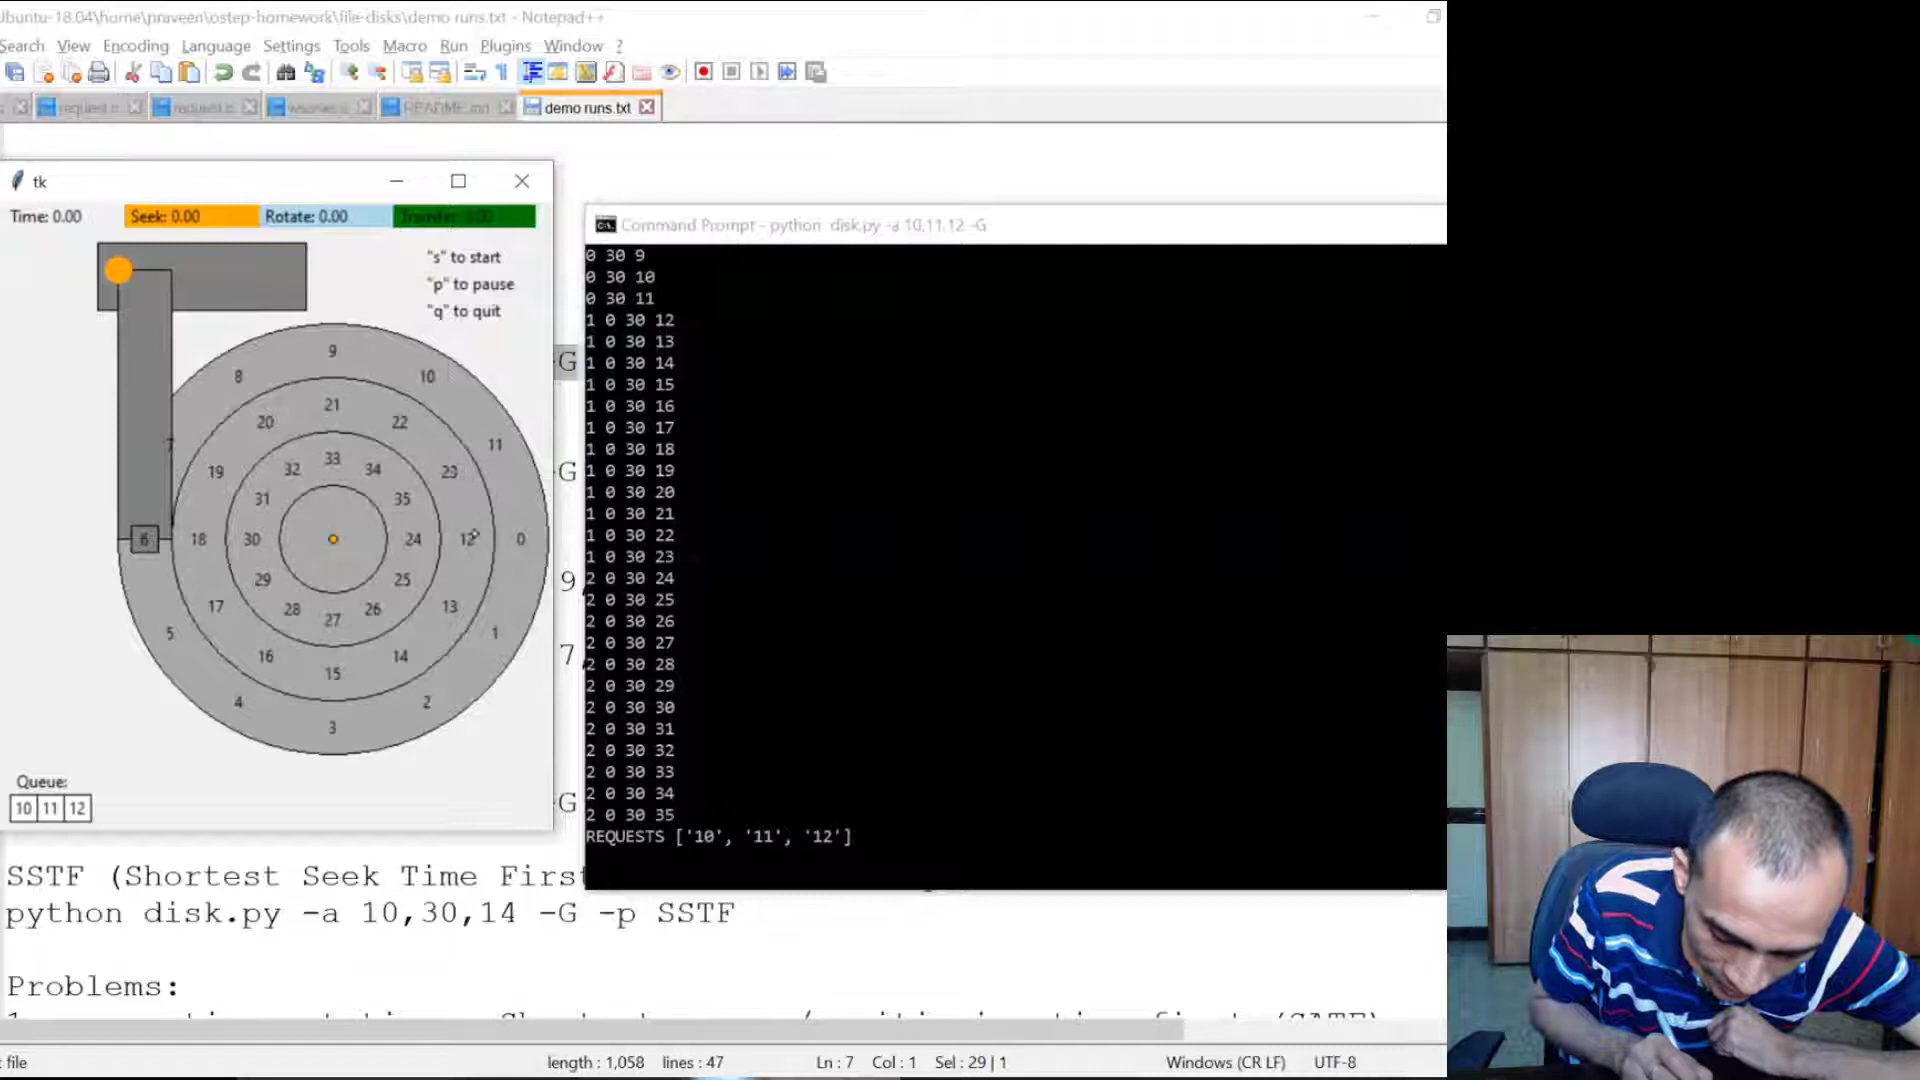 Ubuntu-18.04\home\praveen\ostep-homework\file-disks\demo runs.txt - Notepad++
Search View Encoding Language Settings Tools Macro Run Plugins Window ?
README.md demo runs.txt
tk
Time: 0.00 Seek: 0.00 Rotate: 0.00 Transfer: 0.00
"s" to start
"p" to pause
"q" to quit
9
8 10
21
20 22
7 11
33
19 32 34 23
31 35
6 18 30 24 12 0
29 25
17 28 26 13
27
5 1
16 14
15
4 2
3
Queue:
10 11 12
-G
-G
9,
7,
-G
Command Prompt - python disk.py -a 10,11,12 -G
0 30 9
0 30 10
0 30 11
1 0 30 12
1 0 30 13
1 0 30 14
1 0 30 15
1 0 30 16
1 0 30 17
1 0 30 18
1 0 30 19
1 0 30 20
1 0 30 21
1 0 30 22
1 0 30 23
2 0 30 24
2 0 30 25
2 0 30 26
2 0 30 27
2 0 30 28
2 0 30 29
2 0 30 30
2 0 30 31
2 0 30 32
2 0 30 33
2 0 30 34
2 0 30 35
REQUESTS ['10', '11', '12']
SSTF (Shortest Seek Time First
python disk.py -a 10,30,14 -G -p SSTF
Problems:
file length : 1,058 lines : 47 Ln : 7 Col : 1 Sel : 29 | 1 Windows (CR LF) UTF-8